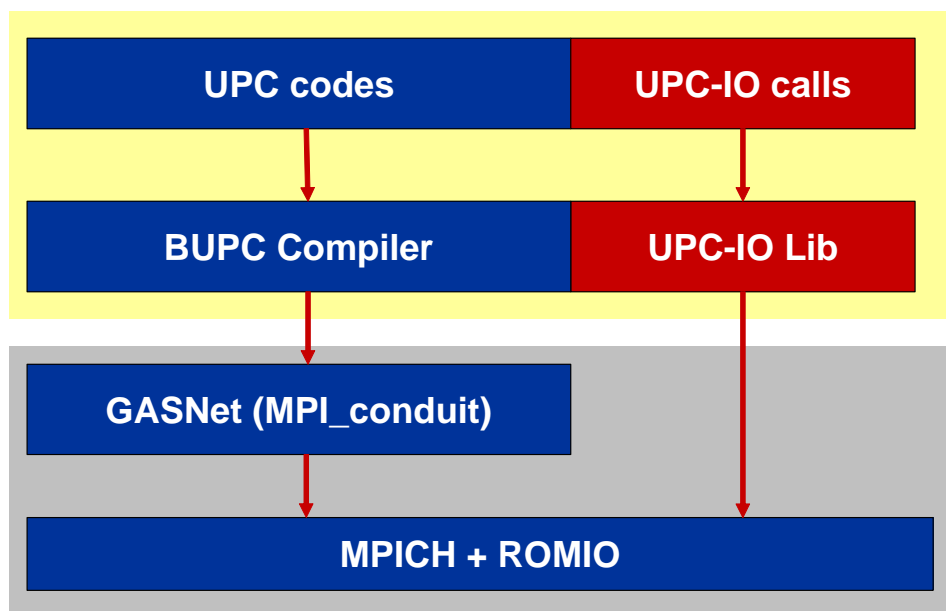 UPC codes
UPC-IO calls
BUPC Compiler
UPC-IO Lib
GASNet (MPI_conduit)
MPICH + ROMIO